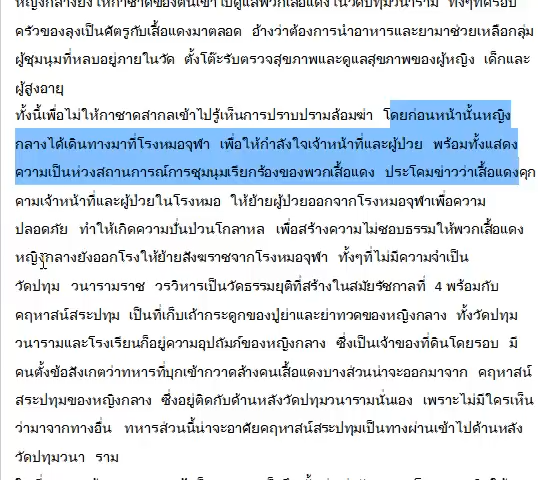 หญิงกลางยังให้กาชาดของตนเข้าไปดูแลพวกเสื้อแดงในวัดปทุมวนาราม ทั้งๆที่ครอบ
ครัวของลุงเป็นศัตรูกับเสื้อแดงมาตลอด อ้างว่าต้องการนำอาหารและยามาช่วยเหลือกลุ่ม
ผู้ชุมนุมที่หลบอยู่ภายในวัด ตั้งโต๊ะรับตรวจสุขภาพและดูแลสุขภาพของผู้หญิง เด็กและ
ผู้สูงอายุ
ทั้งนี้เพื่อไม่ให้กาชาดสากลเข้าไปรู้เห็นการปราบปรามล้อมฆ่า โดยก่อนหน้านั้นหญิง
กลางได้เดินทางมาที่โรงหมอจุฬา เพื่อให้กำลังใจเจ้าหน้าที่และผู้ป่วย พร้อมทั้งแสดง
ความเป็นห่วงสถานการณ์การชุมนุมเรียกร้องของพวกเสื้อแดง ประโคมข่าวว่าเสื้อแดงคุก
คามเจ้าหน้าที่และผู้ป่วยในโรงหมอ ให้ย้ายผู้ป่วยออกจากโรงหมอจุฬาเพื่อความ
ปลอดภัย ทำให้เกิดความปั่นป่วนโกลาหล เพื่อสร้างความไม่ชอบธรรมให้พวกเสื้อแดง
หญิงกลางยังออกโรงให้ย้ายสังฆราชจากโรงหมอจุฬา ทั้งๆที่ไม่มีความจำเป็น
วัดปทุม วนารามราช วรวิหารเป็นวัดธรรมยุติที่สร้างในสมัยรัชกาลที่ 4 พร้อมกับ
คฤหาสน์สระปทุม เป็นที่เก็บเถ้ากระดูกของปู่ย่าและย่าทวดของหญิงกลาง ทั้งวัดปทุม
วนารามและโรงเรียนก็อยู่ความอุปถัมภ์ของหญิงกลาง ซึ่งเป็นเจ้าของที่ดินโดยรอบ มี
คนตั้งข้อสังเกตว่าทหารที่บุกเข้ากวาดล้างคนเสื้อแดงบางส่วนน่าจะออกมาจาก คฤหาสน์
สระปทุมของหญิงกลาง ซึ่งอยู่ติดกับด้านหลังวัดปทุมวนารามนั่นเอง เพราะไม่มีใครเห็น
ว่ามาจากทางอื่น ทหารส่วนนี้น่าจะอาศัยคฤหาสน์สระปทุมเป็นทางผ่านเข้าไปด้านหลัง
วัดปทุมวนา ราม